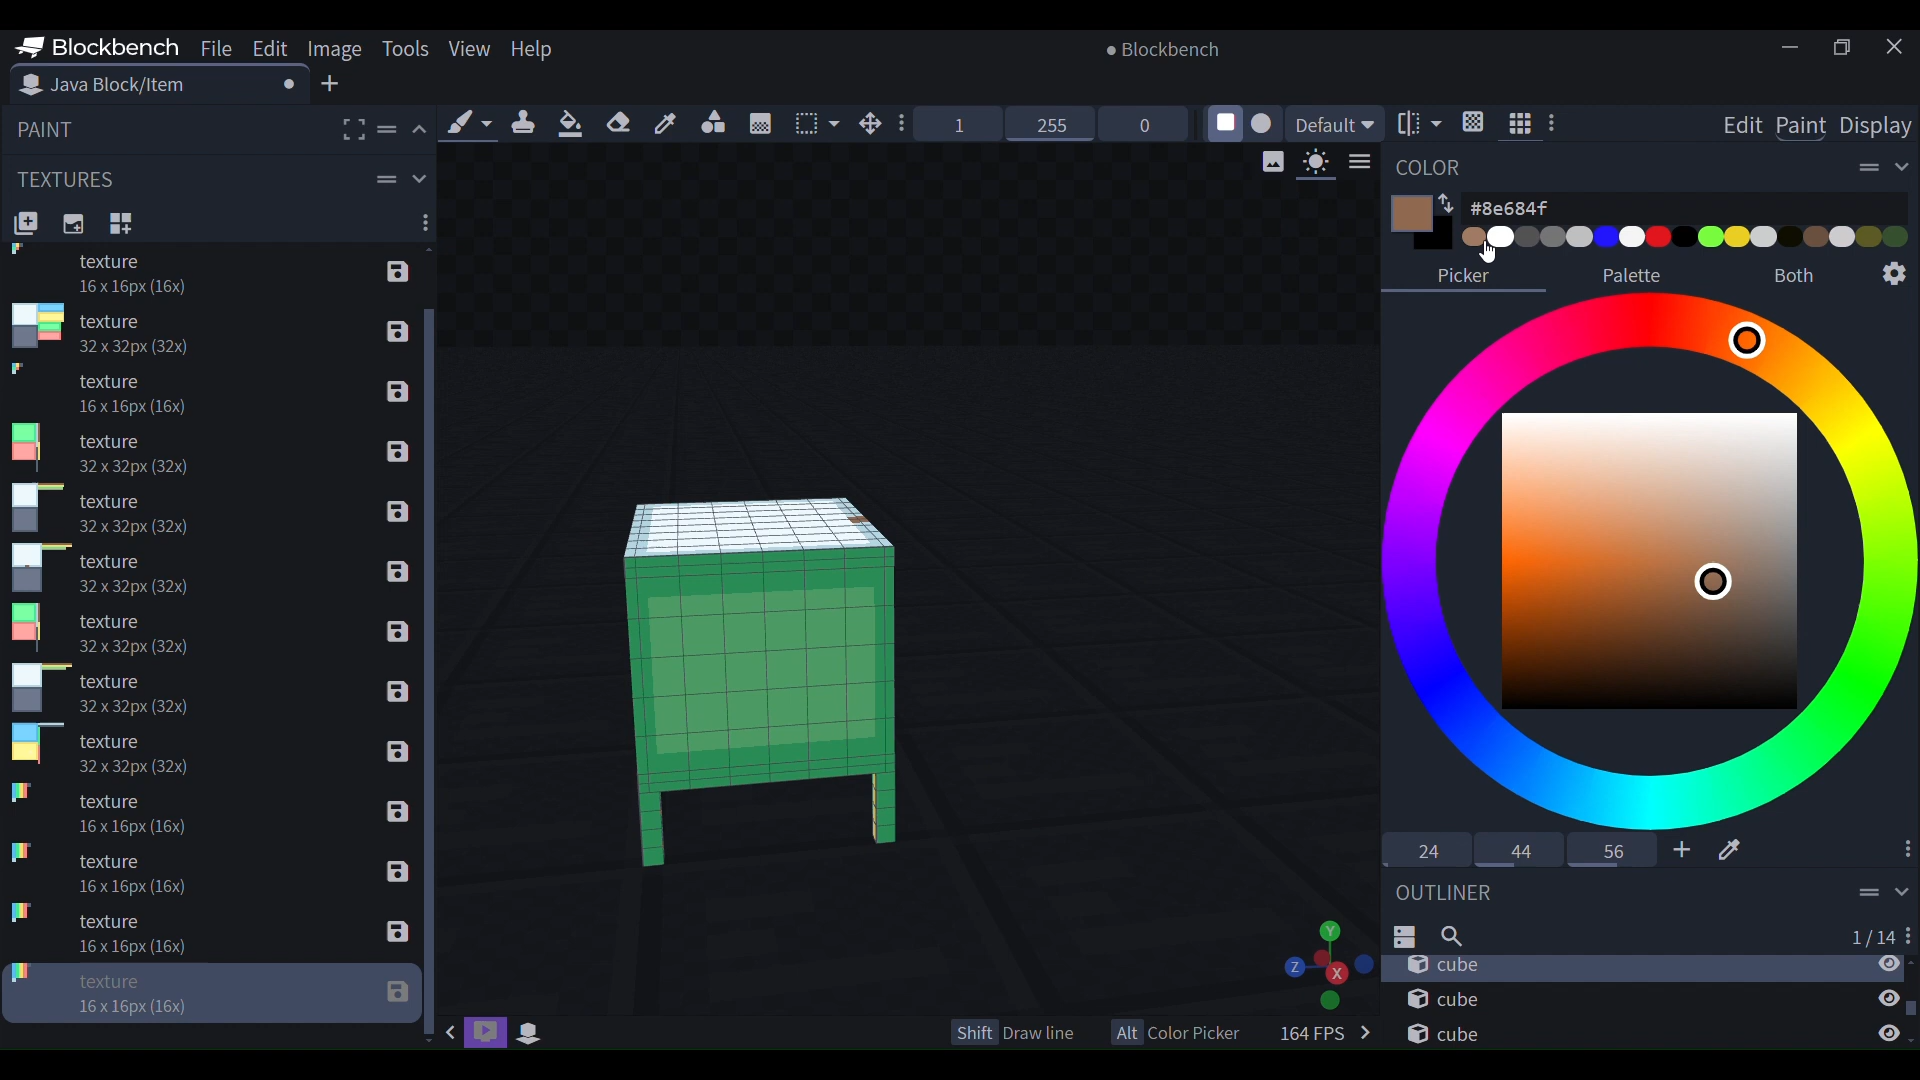 Blockbench File Edit Image Tools View Help
Blockbench
Java Block/Item
PAINT
1 255 0 Default
Edit Paint Display
TEXTURES
texture
16 x 16px (16x)
texture
32 x 32px (32x)
texture
16 x 16px (16x)
texture
32 x 32px (32x)
texture
32 x 32px (32x)
texture
32 x 32px (32x)
texture
32 x 32px (32x)
texture
32 x 32px (32x)
texture
32 x 32px (32x)
texture
16 x 16px (16x)
texture
16 x 16px (16x)
texture
16 x 16px (16x)
texture
16 x 16px (16x)
Y
Z
X
Shift Draw line Alt Color Picker 164 FPS
COLOR
#8e684f
Picker Palette Both
24 44 56
OUTLINER
1 / 14
cube
cube
cube